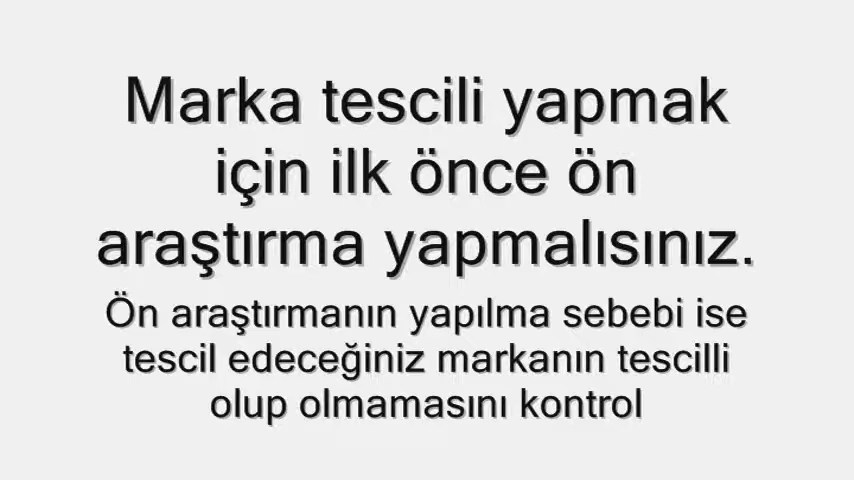 Marka tescili yapmak
için ilk önce ön
araştırma yapmalısınız.
Ön araştırmanın yapılma sebebi ise
tescil edeceğiniz markanın tescilli
olup olmamasını kontrol